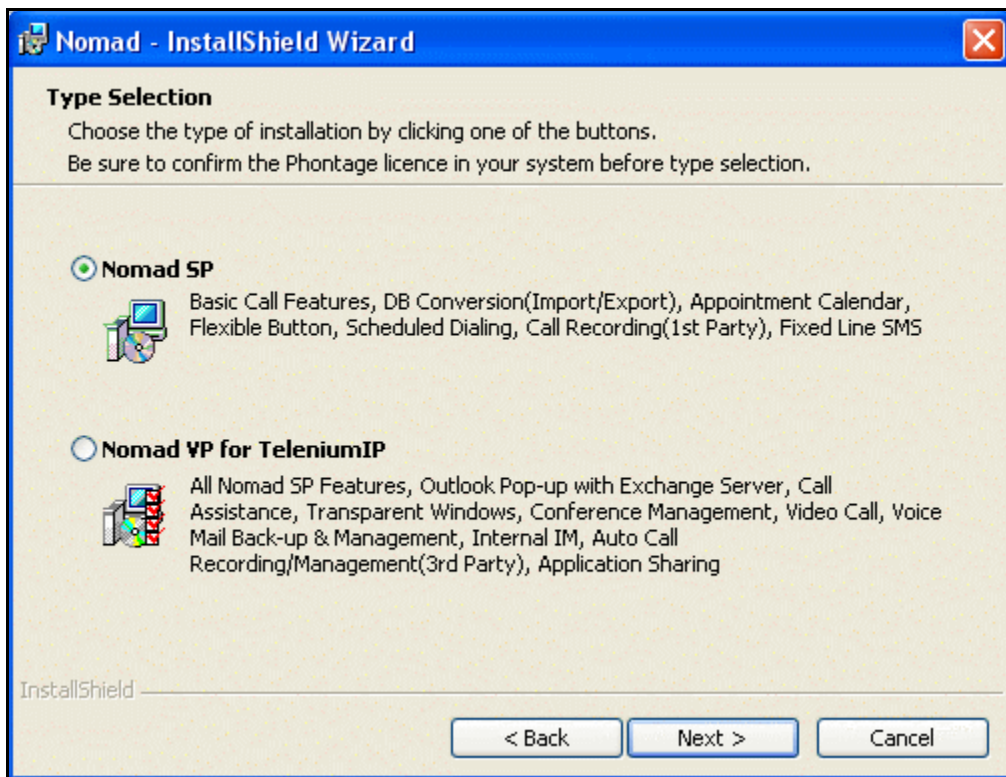 Nomad - InstallShield Wizard
Type Selection
Choose the type of installation by clicking one of the buttons.
Be sure to confirm the Phontage licence in your system before type selection.
Nomad SP
Basic Call Features, DB Conversion(Import/Export), Appointment Calendar,
Flexible Button, Scheduled Dialing, Call Recording(1st Party), Fixed Line SMS
Nomad VP for TeleniumIP
All Nomad SP Features, Outlook Pop-up with Exchange Server, Call
Assistance, Transparent Windows, Conference Management, Video Call, Voice
Mail Back-up & Management, Internal IM, Auto Call
Recording/Management(3rd Party), Application Sharing
InstallShield
< Back
Next >
Cancel